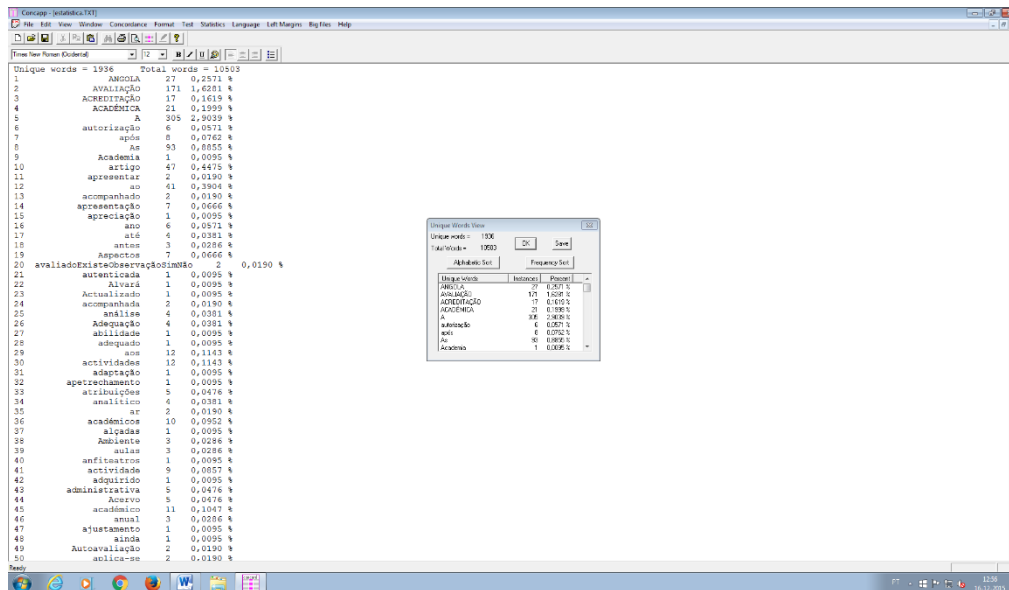 Concapp - [estatistica.TXT]
File Edit View Window Concordance Format Test Statistics Language Left Margins Big files Help
Times New Roman (Ocidental) 12 B / U
Unique words = 1936 Total words = 10503
1 ANGOLA 27 0,2571 %
2 AVALIAÇÃO 171 1,6281 %
3 ACREDITAÇÃO 17 0,1619 %
4 ACADÉMICA 21 0,1999 %
5 A 305 2,9039 %
6 autorização 6 0,0571 %
7 após 8 0,0762 %
8 As 93 0,8855 %
9 Academia 1 0,0095 %
10 artigo 47 0,4475 %
11 apresentar 2 0,0190 %
12 ao 41 0,3904 %
13 acompanhado 2 0,0190 %
14 apresentação 7 0,0666 %
15 apreciação 1 0,0095 %
16 ano 6 0,0571 %
17 até 4 0,0381 %
18 antes 3 0,0286 %
19 Aspectos 7 0,0666 %
20 avaliadoExisteObservaçãoSimNão 2 0,0190 %
21 autenticada 1 0,0095 %
22 Alvará 1 0,0095 %
23 Actualizado 1 0,0095 %
24 acompanhada 2 0,0190 %
25 análise 4 0,0381 %
26 Adequação 4 0,0381 %
27 abilidade 1 0,0095 %
28 adequado 1 0,0095 %
29 aos 12 0,1143 %
30 actividades 12 0,1143 %
31 adaptação 1 0,0095 %
32 apetrechamento 1 0,0095 %
33 atribuições 5 0,0476 %
34 analítico 4 0,0381 %
35 ar 2 0,0190 %
36 académicos 10 0,0952 %
37 alçadas 1 0,0095 %
38 Ambiente 3 0,0286 %
39 aulas 3 0,0286 %
40 anfiteatros 1 0,0095 %
41 actividade 9 0,0857 %
42 adquirido 1 0,0095 %
43 administrativa 5 0,0476 %
44 Acervo 5 0,0476 %
45 académico 11 0,1047 %
46 anual 3 0,0286 %
47 ajustamento 1 0,0095 %
48 ainda 1 0,0095 %
49 Autoavaliação 2 0,0190 %
50 aplica-se 2 0,0190 %
Unique Words View
Unique words = 1936
Total Words = 10503
OK Save
Alphabetic Sort Frequency Sort
Unique Words Instances Percent
ANGOLA 27 0,2571 %
AVALIAÇÃO 171 1,6281 %
ACREDITAÇÃO 17 0,1619 %
ACADÉMICA 21 0,1999 %
A 305 2,9039 %
autorização 6 0,0571 %
após 8 0,0762 %
As 93 0,8855 %
Academia 1 0,0095 %
Ready
PT 12:56
16-12-2015